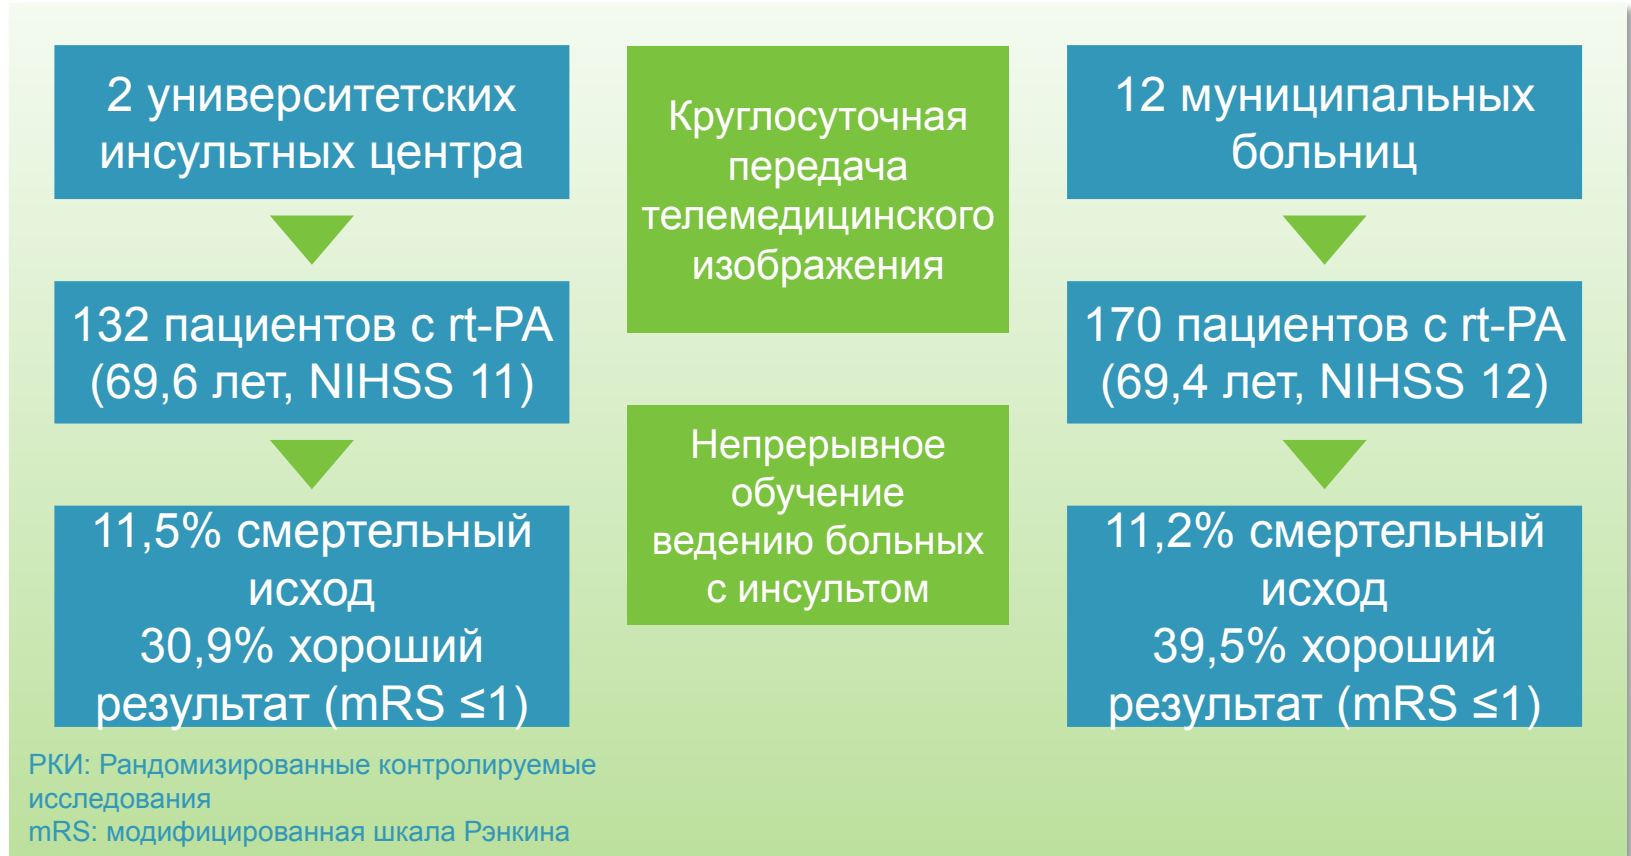 2 университетских
инсультных центра
132 пациентов с rt-PA
(69,6 лет, NIHSS 11)
11,5% смертельный
исход
30,9% хороший
результат (mRS ≤1)
Круглосуточная
передача
телемедицинского
изображения
Непрерывное
обучение
ведению больных
с инсультом
12 муниципальных
больниц
170 пациентов с rt-PA
(69,4 лет, NIHSS 12)
11,2% смертельный
исход
39,5% хороший
результат (mRS ≤1)
РКИ: Рандомизированные контролируемые
исследования
mRS: модифицированная шкала Рэнкина